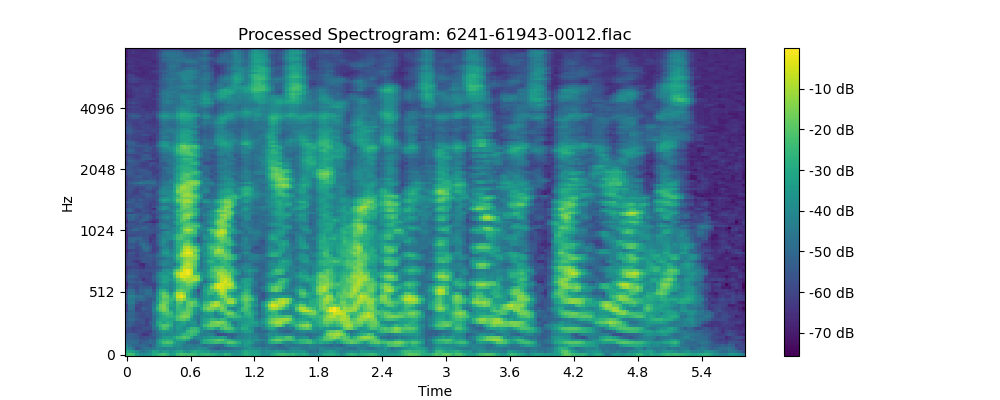 Processed Spectrogram: 6241-61943-0012.flac
Hz
4096
2048
1024
512
0
0 0.6 1.2 1.8 2.4 3 3.6 4.2 4.8 5.4
Time
-10 dB
-20 dB
-30 dB
-40 dB
-50 dB
-60 dB
-70 dB